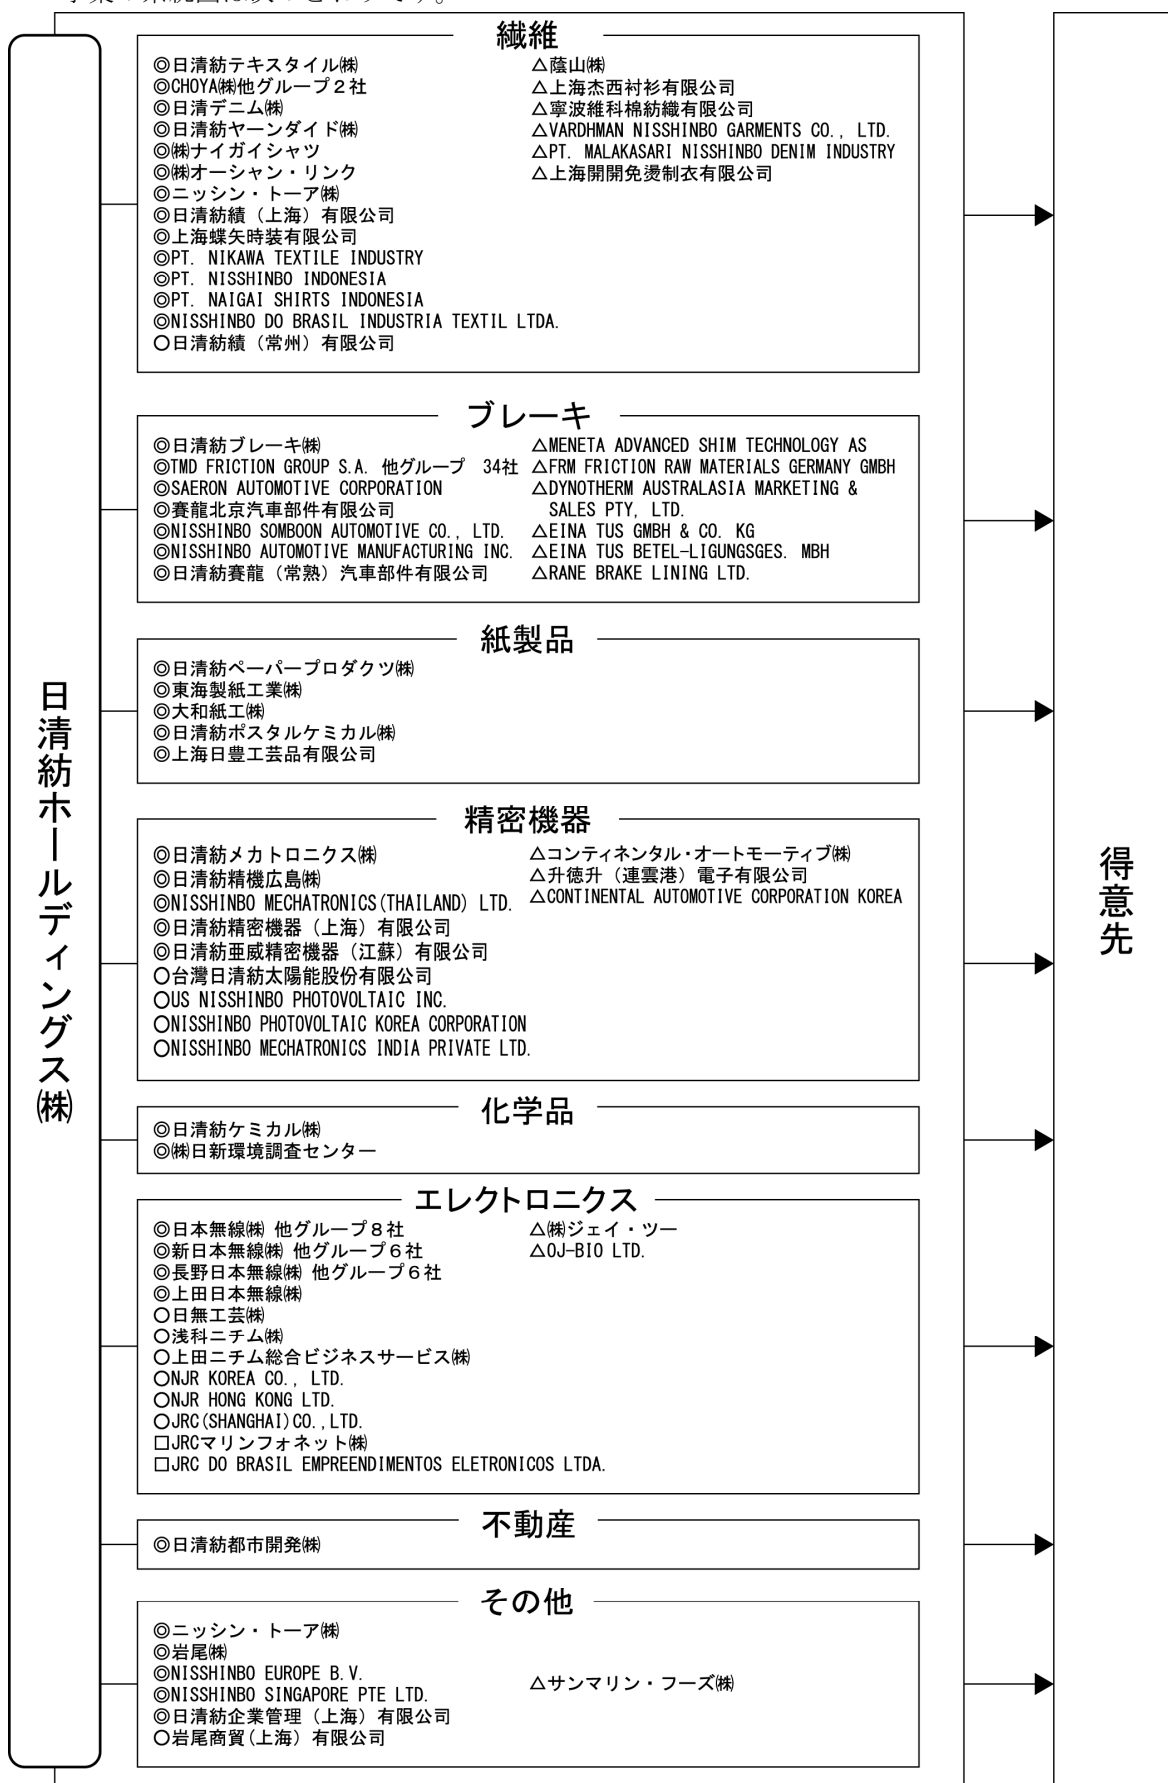 事業の系統図は次のとおりです。
日清紡ホールディングス㈱
繊維
◎日清紡テキスタイル㈱
◎CHOYA㈱他グループ2社
◎日清デニム㈱
◎日清紡ヤーンダイド㈱
◎㈱ナイガイシャツ
◎㈱オーシャン・リンク
◎ニッシン・トーア㈱
◎日清紡績（上海）有限公司
◎上海蝶矢時装有限公司
◎PT. NIKAWA TEXTILE INDUSTRY
◎PT. NISSHINBO INDONESIA
◎PT. NAIGAI SHIRTS INDONESIA
◎NISSHINBO DO BRASIL INDUSTRIA TEXTIL LTDA.
○日清紡績（常州）有限公司
△蔭山㈱
△上海杰西衬衫有限公司
△寧波維科棉紡織有限公司
△VARDHMAN NISSHINBO GARMENTS CO., LTD.
△PT. MALAKASARI NISSHINBO DENIM INDUSTRY
△上海開開免燙制衣有限公司
ブレーキ
◎日清紡ブレーキ㈱
◎TMD FRICTION GROUP S.A. 他グループ 34社
◎SAERON AUTOMOTIVE CORPORATION
◎賽龍北京汽車部件有限公司
◎NISSHINBO SOMBOON AUTOMOTIVE CO., LTD.
◎NISSHINBO AUTOMOTIVE MANUFACTURING INC.
◎日清紡賽龍（常熟）汽車部件有限公司
△MENETA ADVANCED SHIM TECHNOLOGY AS
△FRM FRICTION RAW MATERIALS GERMANY GMBH
△DYNOTHERM AUSTRALASIA MARKETING &
SALES PTY, LTD.
△EINA TUS GMBH & CO. KG
△EINA TUS BETEL-LIGUNGSGES. MBH
△RANE BRAKE LINING LTD.
紙製品
◎日清紡ペーパープロダクツ㈱
◎東海製紙工業㈱
◎大和紙工㈱
◎日清紡ポスタルケミカル㈱
◎上海日豊工芸品有限公司
精密機器
◎日清紡メカトロニクス㈱
◎日清紡精機広島㈱
◎NISSHINBO MECHATRONICS(THAILAND) LTD.
◎日清紡精密機器（上海）有限公司
◎日清紡亜威精密機器（江蘇）有限公司
○台灣日清紡太陽能股份有限公司
○US NISSHINBO PHOTOVOLTAIC INC.
○NISSHINBO PHOTOVOLTAIC KOREA CORPORATION
○NISSHINBO MECHATRONICS INDIA PRIVATE LTD.
△コンティネンタル・オートモーティブ㈱
△升徳升（連雲港）電子有限公司
△CONTINENTAL AUTOMOTIVE CORPORATION KOREA
化学品
◎日清紡ケミカル㈱
◎㈱日新環境調査センター
エレクトロニクス
◎日本無線㈱ 他グループ8社
◎新日本無線㈱ 他グループ6社
◎長野日本無線㈱ 他グループ6社
◎上田日本無線㈱
○日無工芸㈱
○浅科ニチム㈱
○上田ニチム総合ビジネスサービス㈱
○NJR KOREA CO., LTD.
○NJR HONG KONG LTD.
○JRC(SHANGHAI)CO.,LTD.
□JRCマリンフォネット㈱
□JRC DO BRASIL EMPREENDIMENTOS ELETRONICOS LTDA.
△㈱ジェイ・ツー
△OJ-BIO LTD.
不動産
◎日清紡都市開発㈱
その他
◎ニッシン・トーア㈱
◎岩尾㈱
◎NISSHINBO EUROPE B.V.
◎NISSHINBO SINGAPORE PTE LTD.
◎日清紡企業管理（上海）有限公司
○岩尾商貿(上海）有限公司
△サンマリン・フーズ㈱
得意先